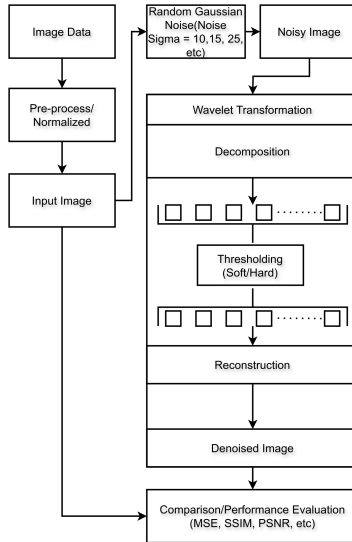 Image Data
Random Gaussian
Noise(Noise
Sigma = 10,15, 25,
etc)
Noisy Image
Pre-process/
Normalized
Input Image
Wavelet Transformation
Decomposition
Thresholding
(Soft/Hard)
Reconstruction
Denoised Image
Comparison/Performance Evaluation
(MSE, SSIM, PSNR, etc)